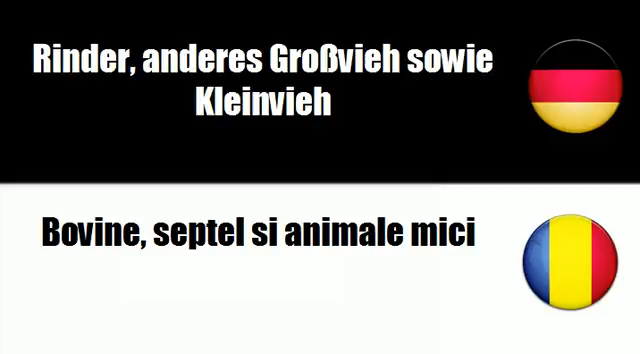 Rinder, anderes Großvieh sowie
Kleinvieh
Bovine, septel si animale mici